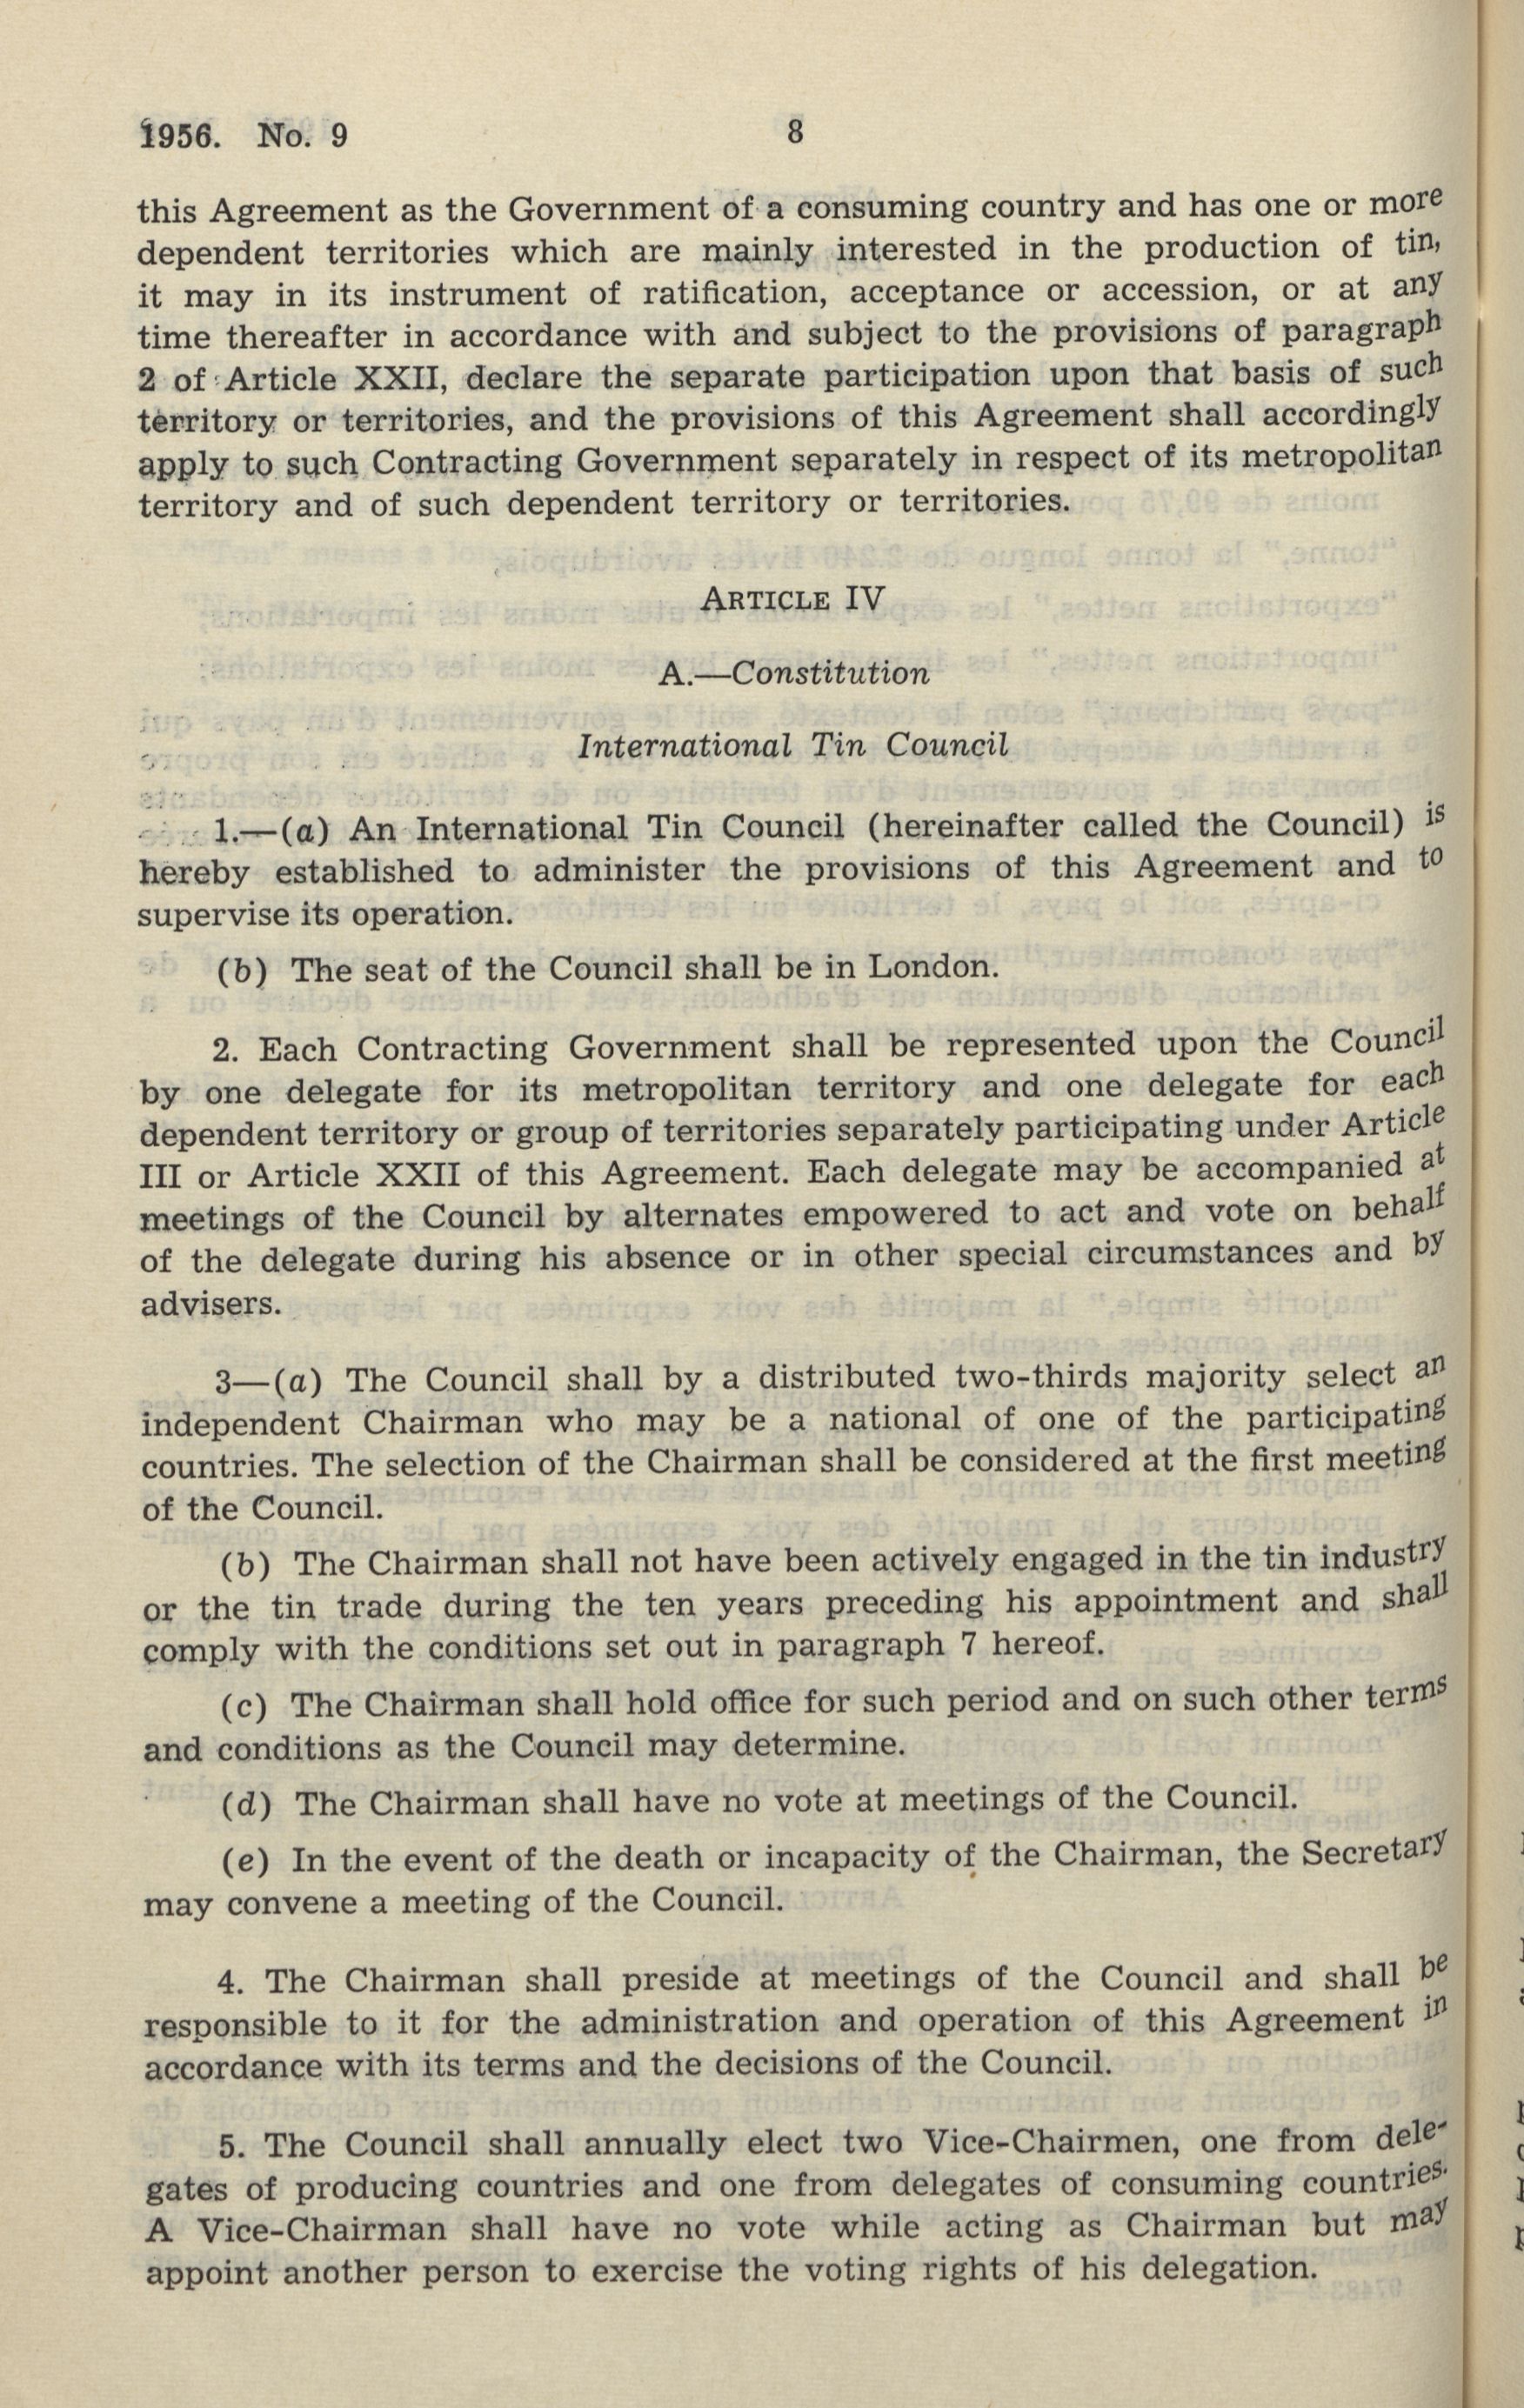 1956. No. 9
8
this Agreement as the Government of a consuming country and has one or more
dependent territories which are mainly interested in the production of tin,
it may in its instrument of ratification, acceptance or accession, or at any
time thereafter in accordance with and subject to the provisions of paragraph
2 of Article XXII, declare the separate participation upon that basis of such
territory or territories, and the provisions of this Agreement shall accordingly
apply to such Contracting Government separately in respect of its metropolitan
territory and of such dependent territory or territories.
ARTICLE IV
A.—Constitution
International Tin Council
1.—(a) An International Tin Council (hereinafter called the Council) is
hereby established to administer the provisions of this Agreement and to
supervise its operation.
(b) The seat of the Council shall be in London.
2. Each Contracting Government shall be represented upon the Council
by one delegate for its metropolitan territory and one delegate for each
dependent territory or group of territories separately participating under Article
III or Article XXII of this Agreement. Each delegate may be accompanied at
meetings of the Council by alternates empowered to act and vote on behalf
of the delegate during his absence or in other special circumstances and by
advisers.
3—(a) The Council shall by a distributed two-thirds majority select an
independent Chairman who may be a national of one of the participating
countries. The selection of the Chairman shall be considered at the first meeting
of the Council.
(b) The Chairman shall not have been actively engaged in the tin industry
or the tin trade during the ten years preceding his appointment and shall
comply with the conditions set out in paragraph 7 hereof.
(c) The Chairman shall hold office for such period and on such other terms
and conditions as the Council may determine.
(d) The Chairman shall have no vote at meetings of the Council.
(e) In the event of the death or incapacity of the Chairman, the Secretary
may convene a meeting of the Council.
4. The Chairman shall preside at meetings of the Council and shall be
responsible to it for the administration and operation of this Agreement in
accordance with its terms and the decisions of the Council.
5. The Council shall annually elect two Vice-Chairmen, one from dele-
gates of producing countries and one from delegates of consuming countries.
A Vice-Chairman shall have no vote while acting as Chairman but may
appoint another person to exercise the voting rights of his delegation.